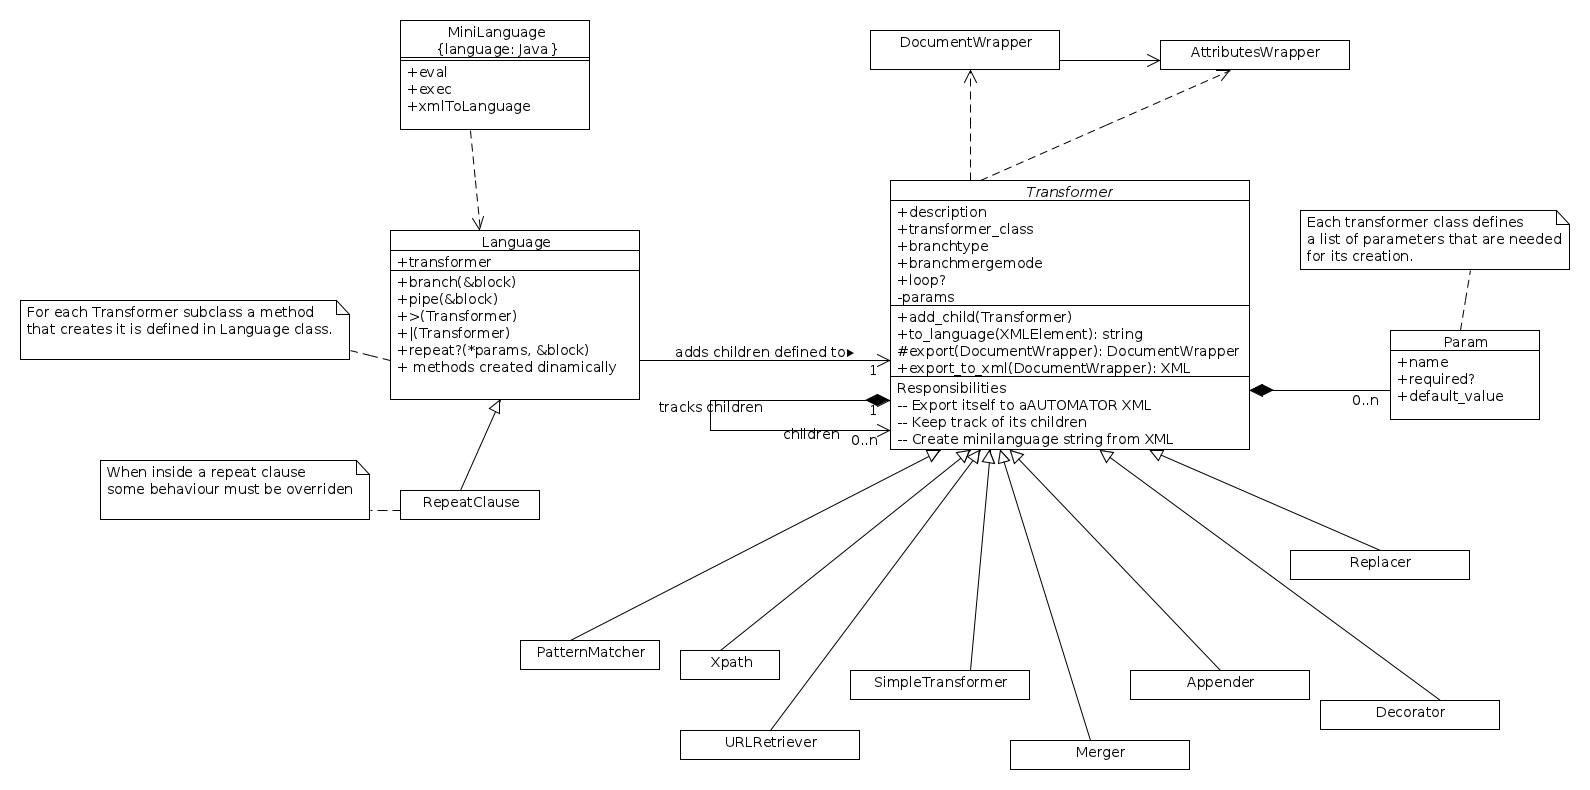 MiniLanguage
{language: Java }
+eval
+exec
+xmlToLanguage
DocumentWrapper
AttributesWrapper
Transformer
+description
+transformer_class
+branchtype
+branchmergemode
+loop?
-params
+add_child(Transformer)
+to_language(XMLElement): string
#export(DocumentWrapper): DocumentWrapper
+export_to_xml(DocumentWrapper): XML
Responsibilities
-- Export itself to aAUTOMATOR XML
-- Keep track of its children
-- Create minilanguage string from XML
Each transformer class defines
a list of parameters that are needed
for its creation.
Language
+transformer
+branch(&block)
+pipe(&block)
+>(Transformer)
+|(Transformer)
+repeat?(*params, &block)
+ methods created dinamically
For each Transformer subclass a method
that creates it is defined in Language class.
adds children defined to▸
1
Param
+name
+required?
+default_value
0..n
tracks children
1
children
0..n
When inside a repeat clause
some behaviour must be overriden
RepeatClause
Replacer
PatternMatcher
Xpath
SimpleTransformer
Appender
Decorator
URLRetriever
Merger